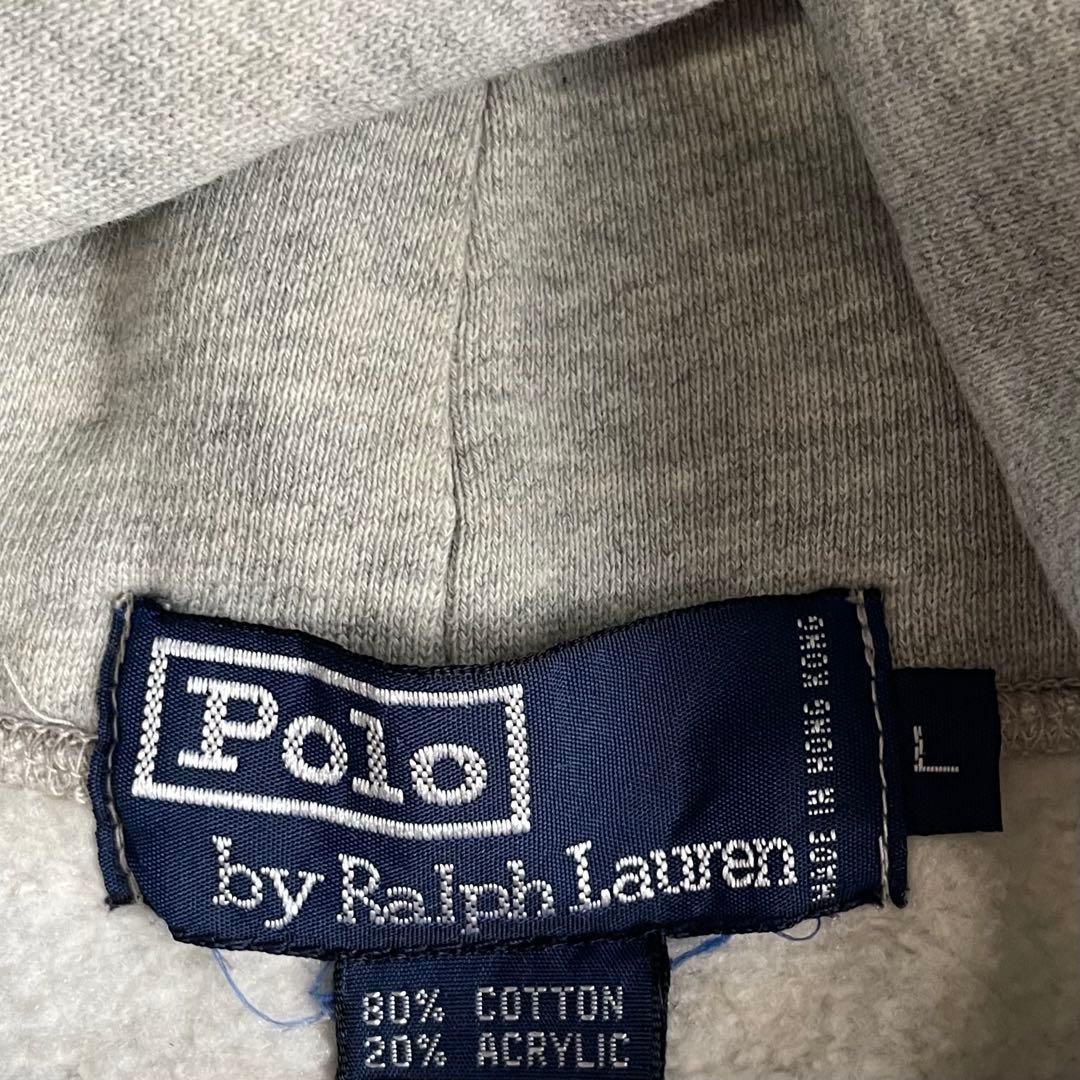 Polo
by Ralph Lauren
MADE IN HONG KONG
L
80% COTTON
20% ACRYLIC